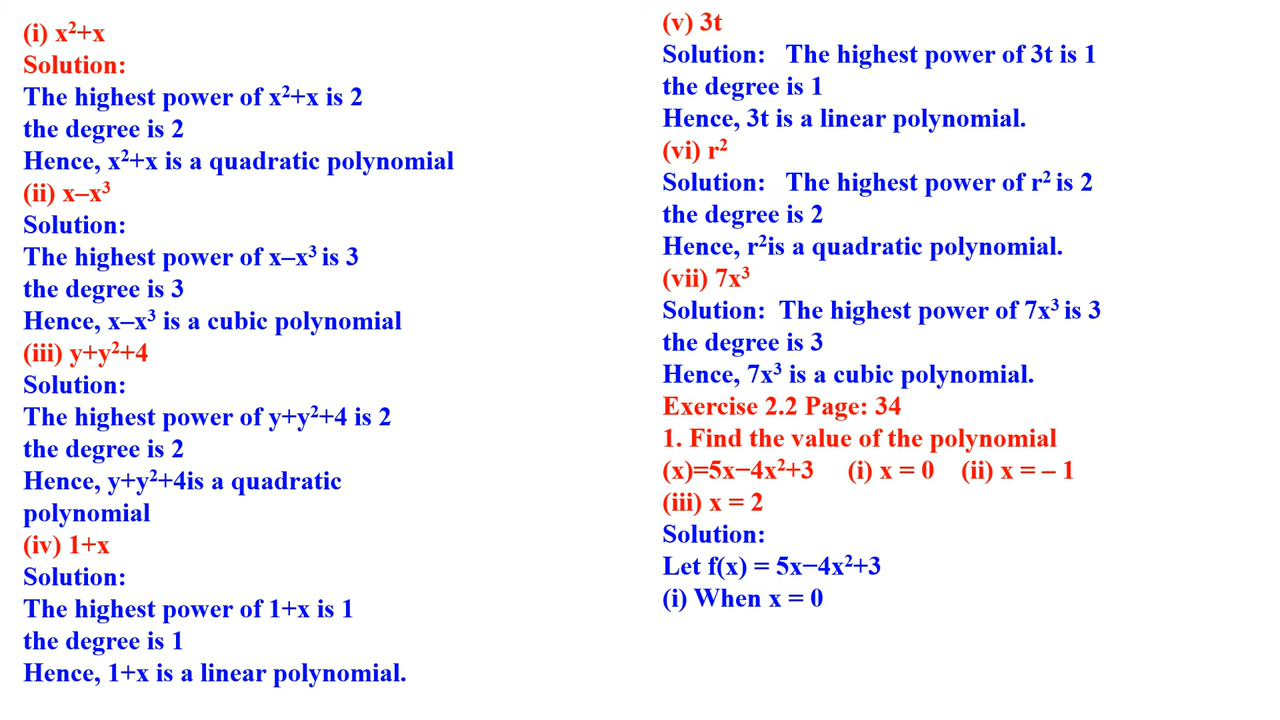 (i) x²+x
Solution:
The highest power of x²+x is 2
the degree is 2
Hence, x²+x is a quadratic polynomial
(ii) x–x³
Solution:
The highest power of x–x³ is 3
the degree is 3
Hence, x–x³ is a cubic polynomial
(iii) y+y²+4
Solution:
The highest power of y+y²+4 is 2
the degree is 2
Hence, y+y²+4is a quadratic
polynomial
(iv) 1+x
Solution:
The highest power of 1+x is 1
the degree is 1
Hence, 1+x is a linear polynomial.
(v) 3t
Solution: The highest power of 3t is 1
the degree is 1
Hence, 3t is a linear polynomial.
(vi) r²
Solution: The highest power of r² is 2
the degree is 2
Hence, r²is a quadratic polynomial.
(vii) 7x³
Solution: The highest power of 7x³ is 3
the degree is 3
Hence, 7x³ is a cubic polynomial.
Exercise 2.2 Page: 34
1. Find the value of the polynomial
(x)=5x−4x²+3 (i) x = 0 (ii) x = – 1
(iii) x = 2
Solution:
Let f(x) = 5x−4x²+3
(i) When x = 0